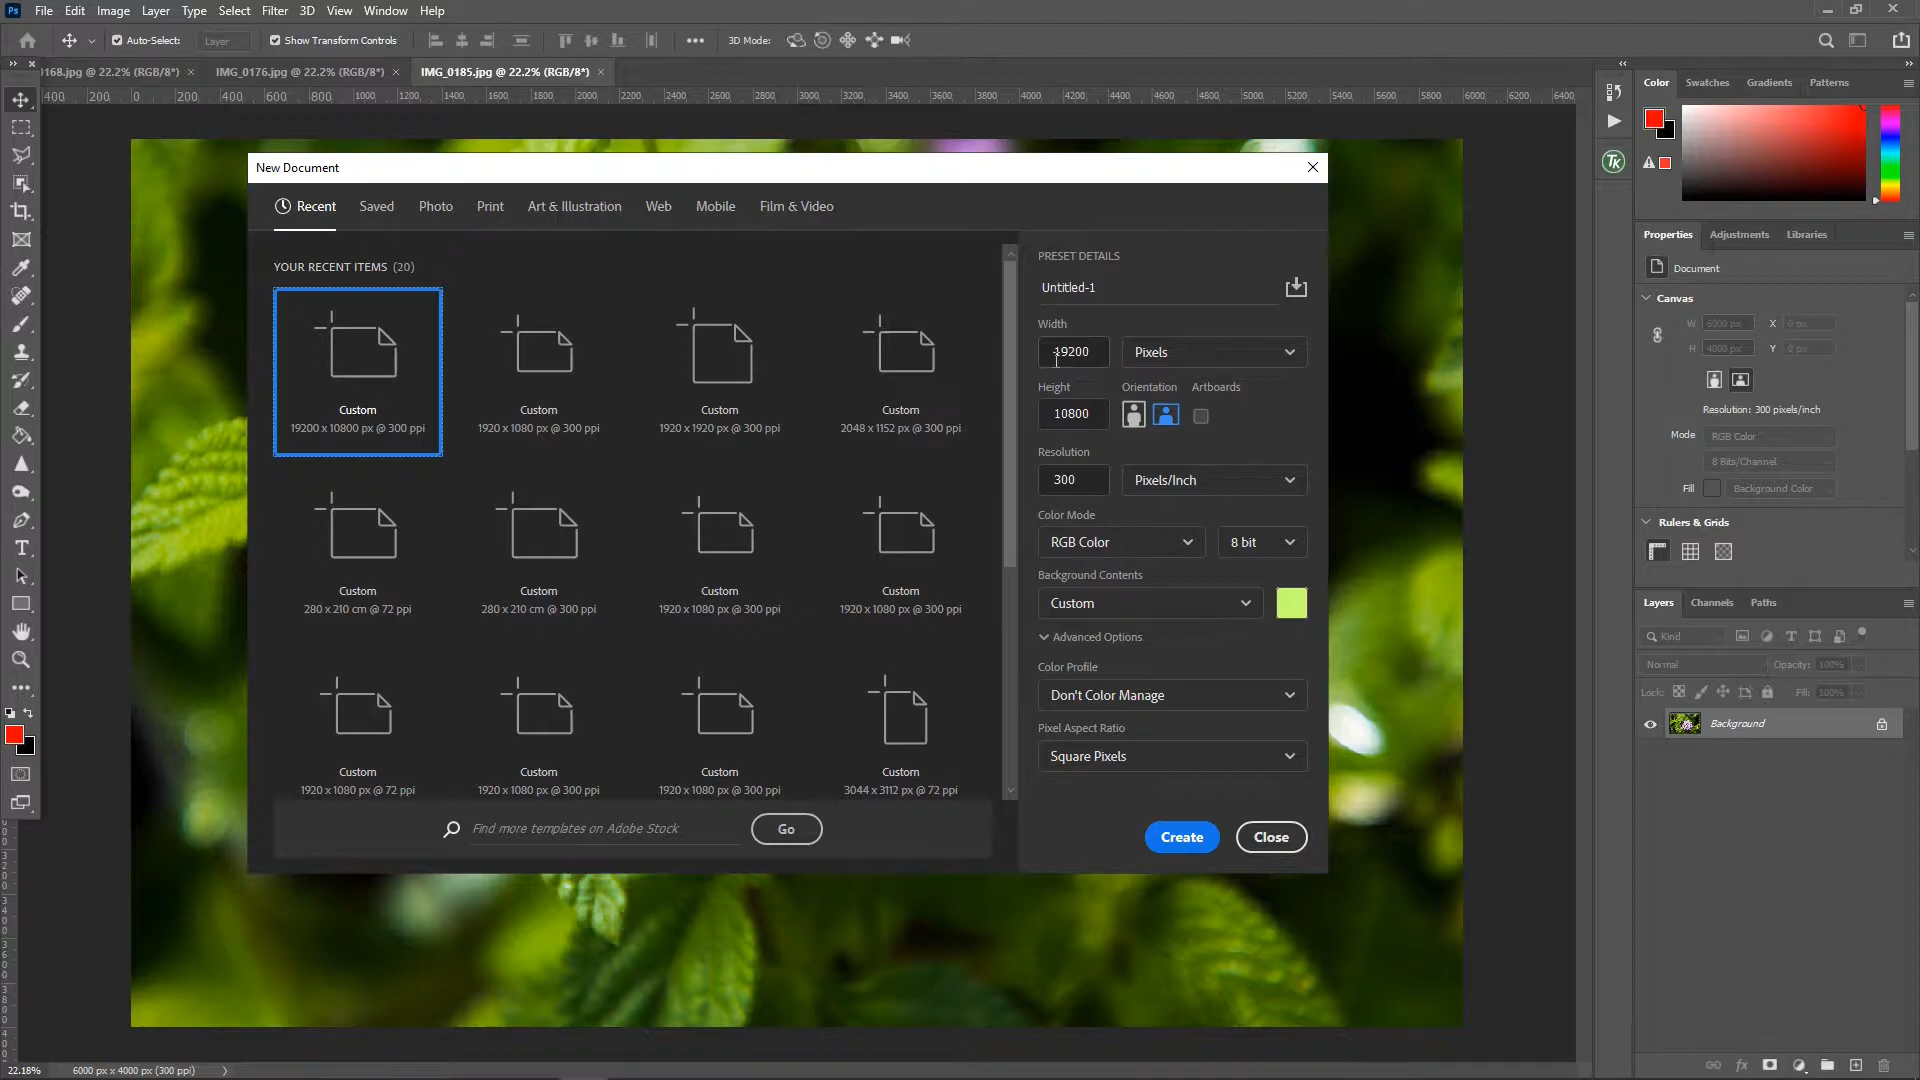 Ps File Edit Image Layer Type Select Filter 3D View Window Help
Auto-Select: Layer Show Transform Controls 3D Mode:
0168.jpg @ 22.2% (RGB/8*) IMG_0176.jpg @ 22.2% (RGB/8*) IMG_0185.jpg @ 22.2% (RGB/8*)
400 200 0 200 400 600 800 1000 1200 1400 1600 1800 2000 2200 2400 2600 2800 3000 3200 3400 3600 3800 4000 4200 4400 4600 4800 5000 5200 5400 5600 5800 6000 6200 6400
New Document
Recent Saved Photo Print Art & Illustration Web Mobile Film & Video
YOUR RECENT ITEMS (20)
Custom Custom Custom Custom
19200 x 10800 px @ 300 ppi 1920 x 1080 px @ 300 ppi 1920 x 1920 px @ 300 ppi 2048 x 1152 px @ 300 ppi
Custom Custom Custom Custom
280 x 210 cm @ 72 ppi 280 x 210 cm @ 300 ppi 1920 x 1080 px @ 300 ppi 1920 x 1080 px @ 300 ppi
Custom Custom Custom Custom
1920 x 1080 px @ 72 ppi 1920 x 1080 px @ 300 ppi 1920 x 1080 px @ 300 ppi 3044 x 3112 px @ 72 ppi
Find more templates on Adobe Stock Go
PRESET DETAILS
Untitled-1
Width
19200 Pixels
Height Orientation Artboards
10800
Resolution
300 Pixels/Inch
Color Mode
RGB Color 8 bit
Background Contents
Custom
Advanced Options
Color Profile
Don't Color Manage
Pixel Aspect Ratio
Square Pixels
Create Close
Color Swatches Gradients Patterns
TK
Properties Adjustments Libraries
Document
Canvas
W 6000 px X 0 px
H 4000 px Y 0 px
Resolution: 300 pixels/inch
Mode RGB Color
8 Bits/Channel
Fill Background Color
Rulers & Grids
Layers Channels Paths
Kind
Normal Opacity: 100%
Lock: Fill: 100%
Background
22.18% 6000 px x 4000 px (300 ppi)